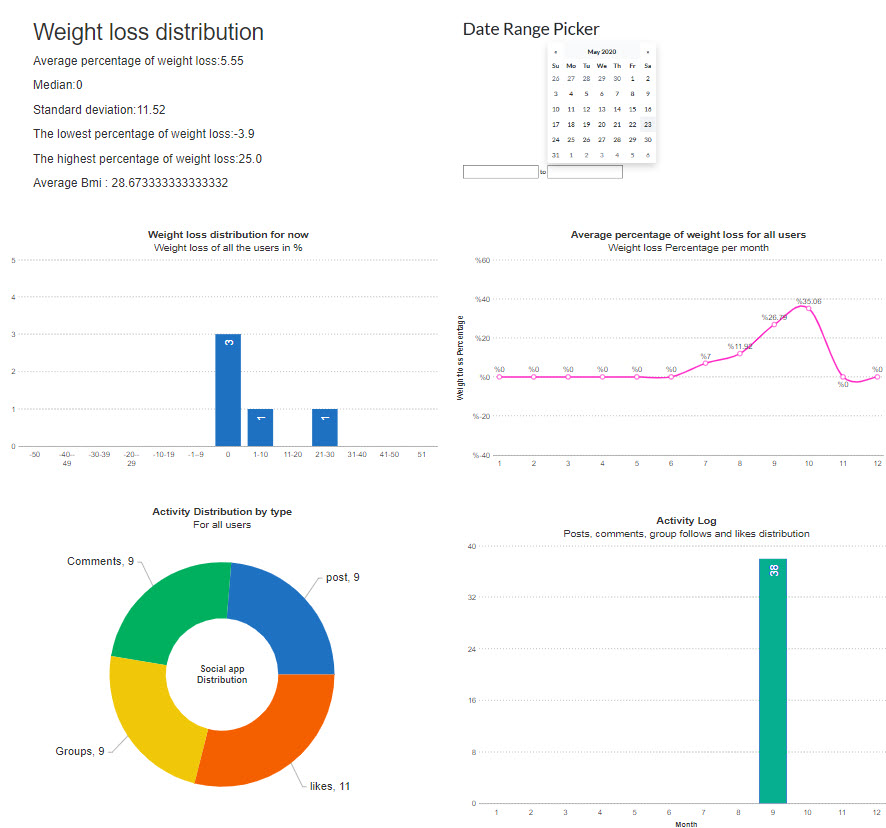 Weight loss distribution
Average percentage of weight loss:5.55
Median:0
Standard deviation:11.52
The lowest percentage of weight loss:-3.9
The highest percentage of weight loss:25.0
Average Bmi : 28.673333333333332
Date Range Picker
« May 2020 »
Su Mo Tu We Th Fr Sa
26 27 28 29 30 1 2
3 4 5 6 7 8 9
10 11 12 13 14 15 16
17 18 19 20 21 22 23
24 25 26 27 28 29 30
31 1 2 3 4 5 6
to
Weight loss distribution for now
Weight loss of all the users in %
5
4
3
2
1
0
3
1
1
-50 -40-- -30-39 -20-- -10-19 -1--9 0 1-10 11-20 21-30 31-40 41-50 51
49 29
Average percentage of weight loss for all users
Weight loss Percentage per month
Weight loss Percentage
%60
%40
%20
%0
%-20
%-40
%0 %0 %0 %0 %0 %0 %7 %11.92 %26.79 %35.06 %0 %0
1 2 3 4 5 6 7 8 9 10 11 12
Activity Distribution by type
For all users
Comments, 9
post, 9
Social app
Distribution
Groups, 9
likes, 11
Activity Log
Posts, comments, group follows and likes distribution
40
32
24
16
8
0
38
1 2 3 4 5 6 7 8 9 10 11 12
Month